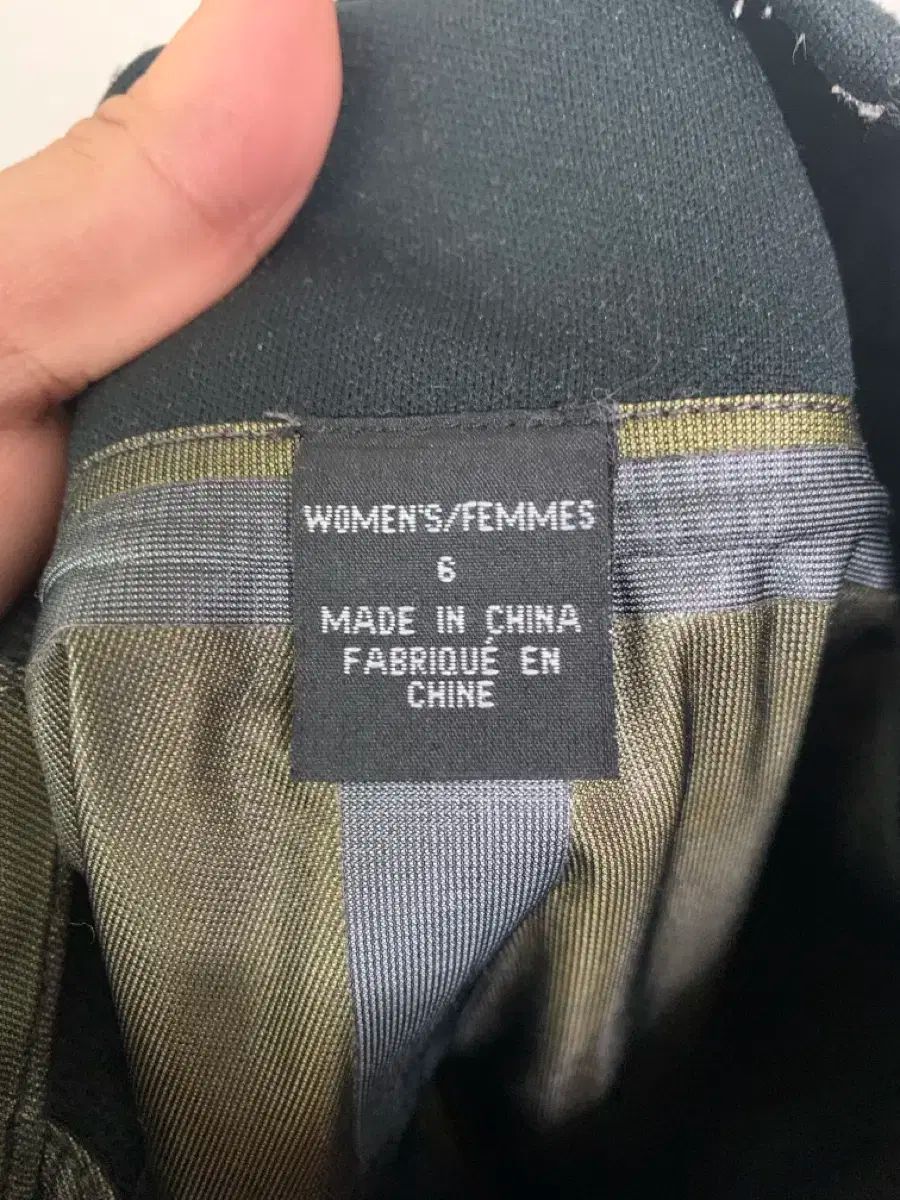 WOMEN'S/FEMMES
6
MADE IN CHINA
FABRIQUÉ EN
CHINE